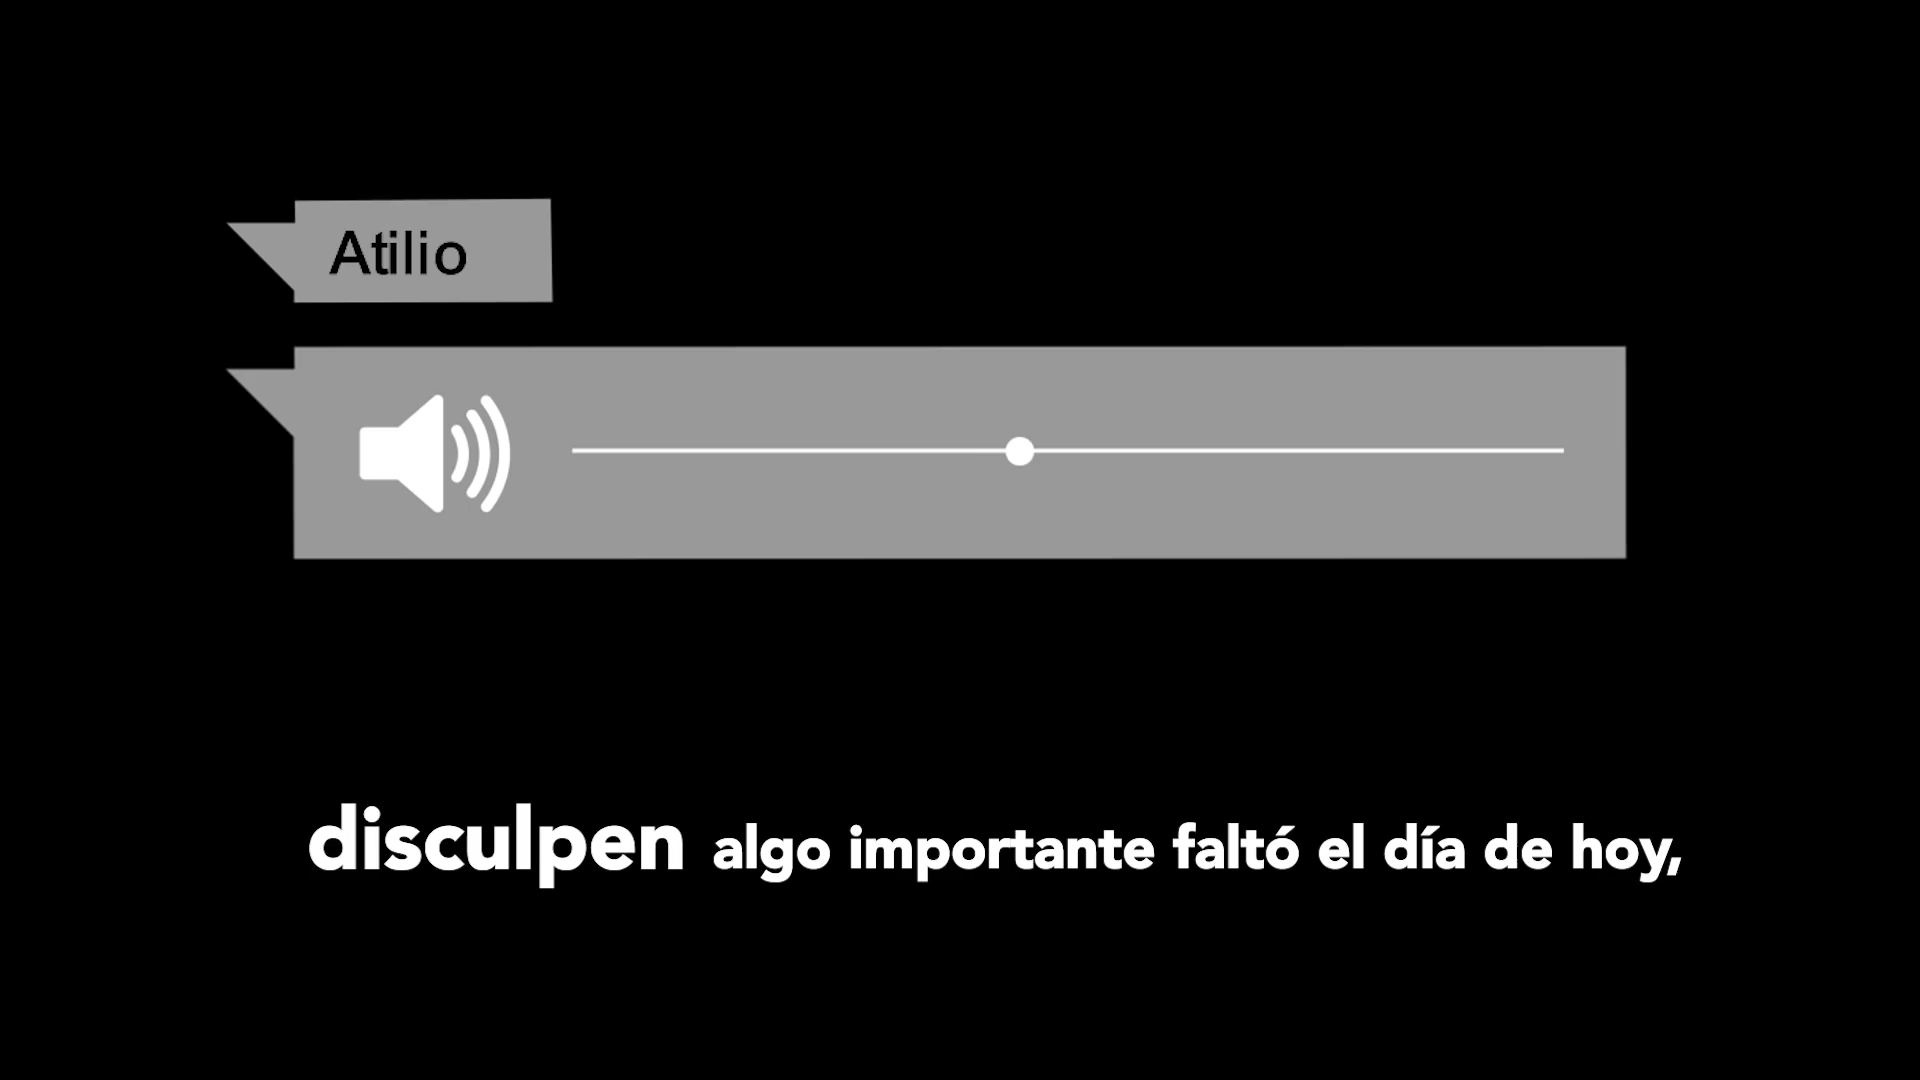 Atilio
disculpen algo importante faltó el día de hoy,